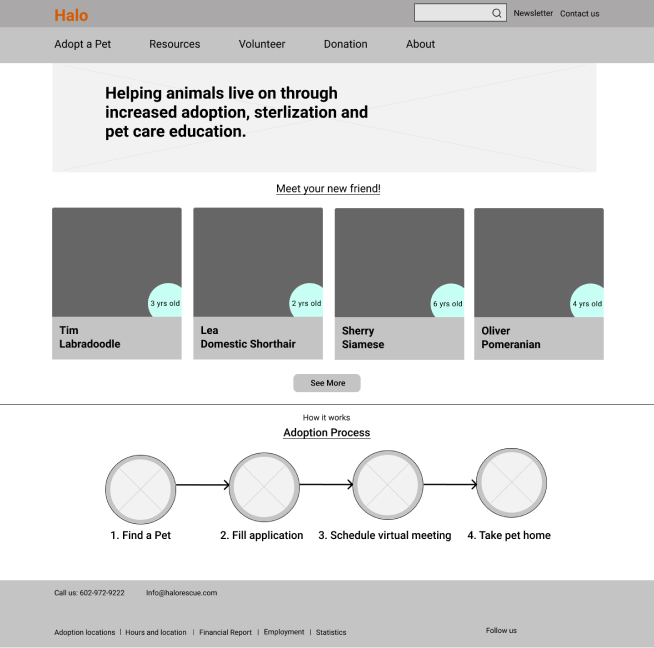 Halo
Newsletter Contact us
Adopt a Pet Resources Volunteer Donation About
Helping animals live on through
increased adoption, sterlization and
pet care education.
Meet your new friend!
3 yrs old 2 yrs old 6 yrs old 4 yrs old
Tim
Labradoodle
Lea
Domestic Shorthair
Sherry
Siamese
Oliver
Pomeranian
See More
How it works
Adoption Process
1. Find a Pet 2. Fill application 3. Schedule virtual meeting 4. Take pet home
Call us: 602-972-9222 Info@halorescue.com
Adoption locations | Hours and location | Financial Report | Employment | Statistics
Follow us